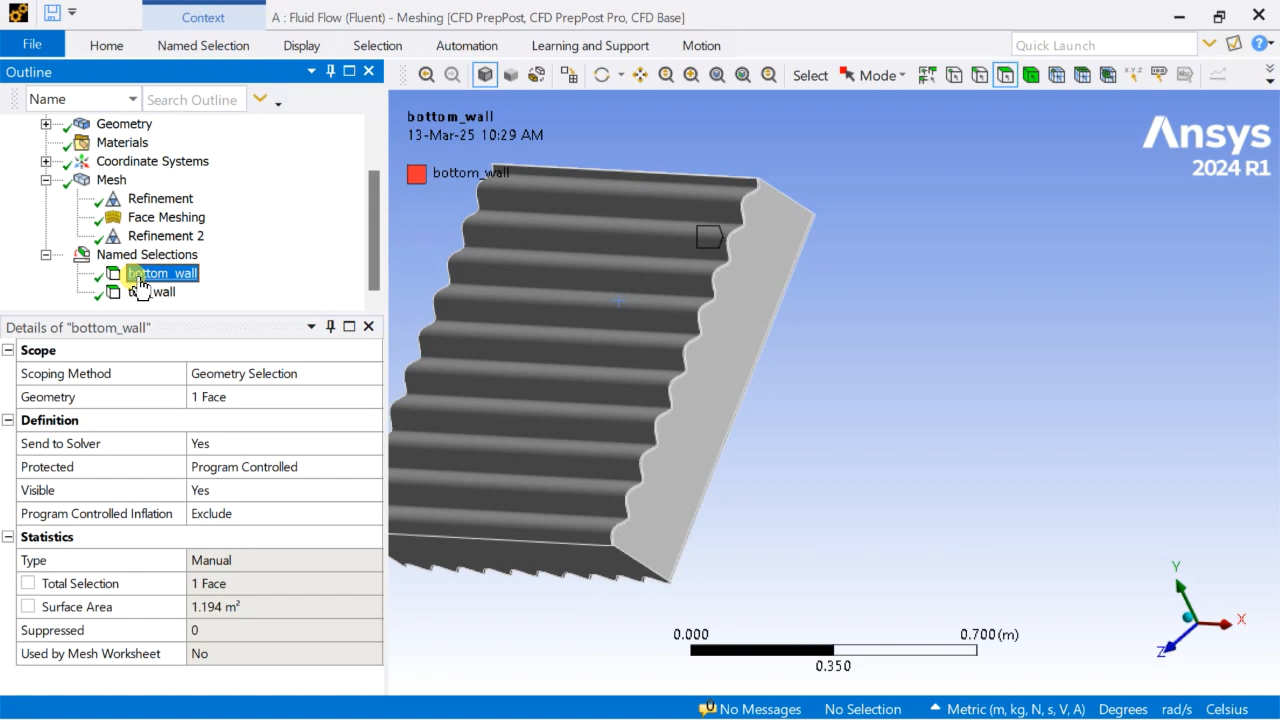 Context
A : Fluid Flow (Fluent) - Meshing [CFD PrepPost, CFD PrepPost Pro, CFD Base]
File
Home
Named Selection
Display
Selection
Automation
Learning and Support
Motion
Quick Launch
Outline
Select
Mode
Name
Search Outline
Geometry
Materials
Coordinate Systems
Mesh
Refinement
Face Meshing
Refinement 2
Named Selections
bottom_wall
wall
Details of "bottom_wall"
Scope
Scoping Method Geometry Selection
Geometry 1 Face
Definition
Send to Solver Yes
Protected Program Controlled
Visible Yes
Program Controlled Inflation Exclude
Statistics
Type Manual
Total Selection 1 Face
Surface Area 1.194 m²
Suppressed 0
Used by Mesh Worksheet No
bottom_wall
13-Mar-25 10:29 AM
bottom_wall
Ansys
2024 R1
0.000
0.700(m)
0.350
Y
X
Z
No Messages
No Selection
Metric (m, kg, N, s, V, A)
Degrees
rad/s
Celsius